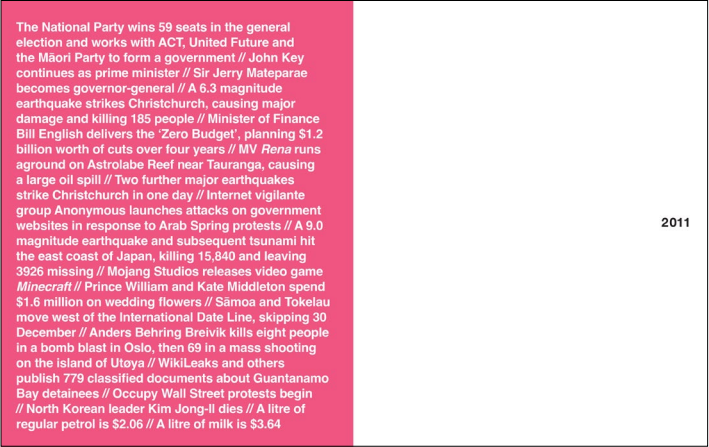 The National Party wins 59 seats in the general
election and works with ACT, United Future and
the Māori Party to form a government // John Key
continues as prime minister // Sir Jerry Mateparae
becomes governor-general // A 6.3 magnitude
earthquake strikes Christchurch, causing major
damage and killing 185 people // Minister of Finance
Bill English delivers the ‘Zero Budget’, planning $1.2
billion worth of cuts over four years // MV Rena runs
aground on Astrolabe Reef near Tauranga, causing
a large oil spill // Two further major earthquakes
strike Christchurch in one day // Internet vigilante
group Anonymous launches attacks on government
websites in response to Arab Spring protests // A 9.0
magnitude earthquake and subsequent tsunami hit
the east coast of Japan, killing 15,840 and leaving
3926 missing // Mojang Studios releases video game
Minecraft // Prince William and Kate Middleton spend
$1.6 million on wedding flowers // Sāmoa and Tokelau
move west of the International Date Line, skipping 30
December // Anders Behring Breivik kills eight people
in a bomb blast in Oslo, then 69 in a mass shooting
on the island of Utøya // WikiLeaks and others
publish 779 classified documents about Guantanamo
Bay detainees // Occupy Wall Street protests begin
// North Korean leader Kim Jong-Il dies // A litre of
regular petrol is $2.06 // A litre of milk is $3.64
2011